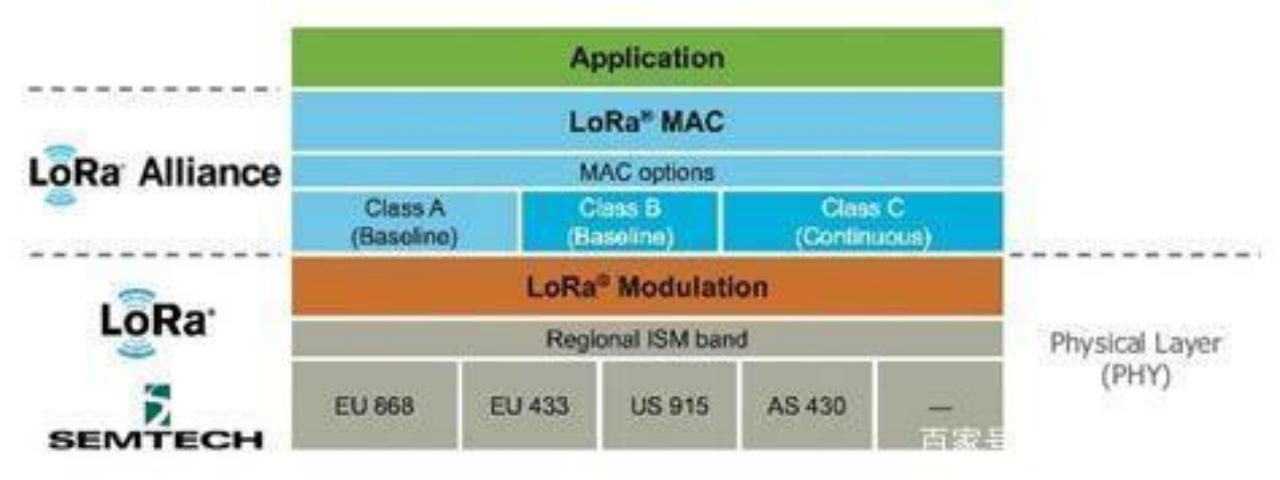 Application
LoRa® MAC
LoRa Alliance
MAC options
Class A
(Baseline)
Class B
(Baseline)
Class C
(Continuous)
LoRa® Modulation
LoRa
Regional ISM band
Physical Layer
(PHY)
EU 868
EU 433
US 915
AS 430
—
SEMTECH
百家号